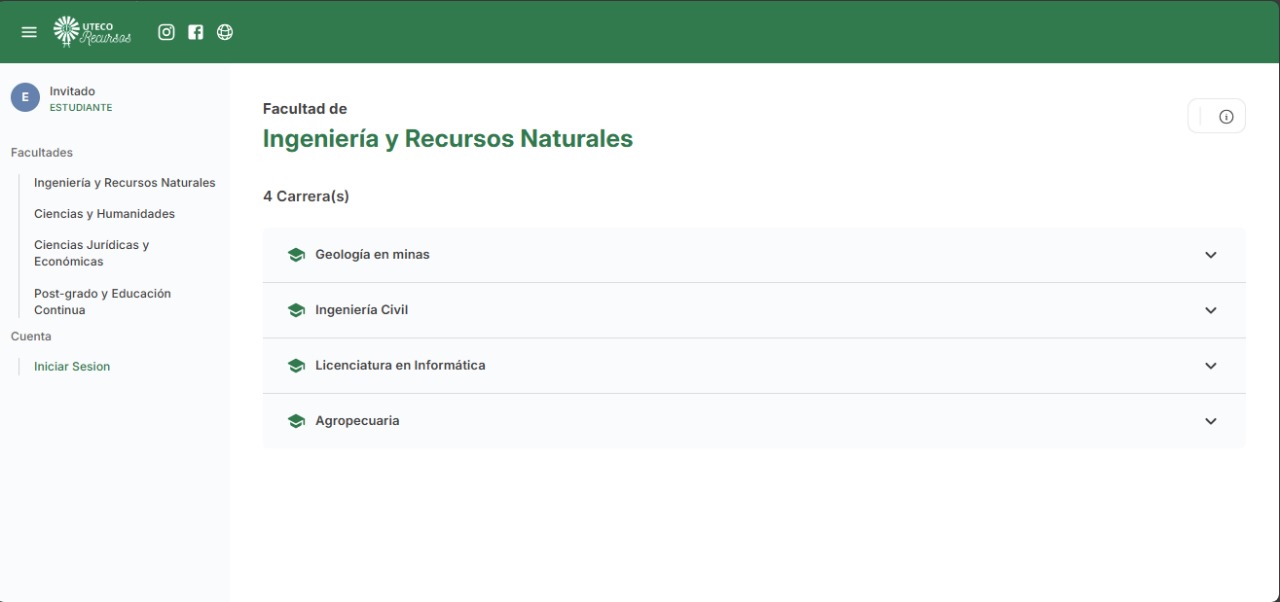 UTECO
Recursos
E
Invitado
ESTUDIANTE
Facultades
Ingeniería y Recursos Naturales
Ciencias y Humanidades
Ciencias Jurídicas y
Económicas
Post-grado y Educación
Continua
Cuenta
Iniciar Sesion
Facultad de
Ingeniería y Recursos Naturales
4 Carrera(s)
Geología en minas
Ingeniería Civil
Licenciatura en Informática
Agropecuaria